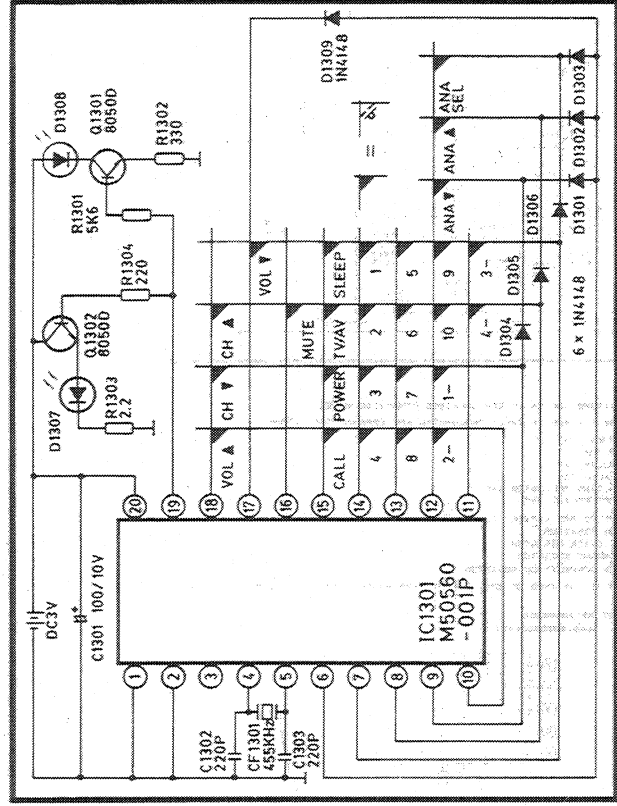 D1308
Q1301
8050D
R1302
330
R1301
5K6
R1304
220
Q1302
8050D
D1307
R1303
2.2
D1309
1N4148
DC3V
C1301 100/10V
IC1301
M50560
-001P
1
2
3
4
5
6
7
8
9
10
20
19
18
17
16
15
14
13
12
11
C1302
220P
CF1301
455KHz
C1303
220P
VOL ▲
CH ▼
CH ▲
VOL ▼
MUTE
CALL
POWER
TV/AV
SLEEP
4
3
2
1
8
7
6
5
2-
1-
10
9
4-
3-
ANA ▼
ANA ▲
ANA
SEL
=
D1304
D1305
D1306
D1301
D1302
D1303
6 × 1N4148